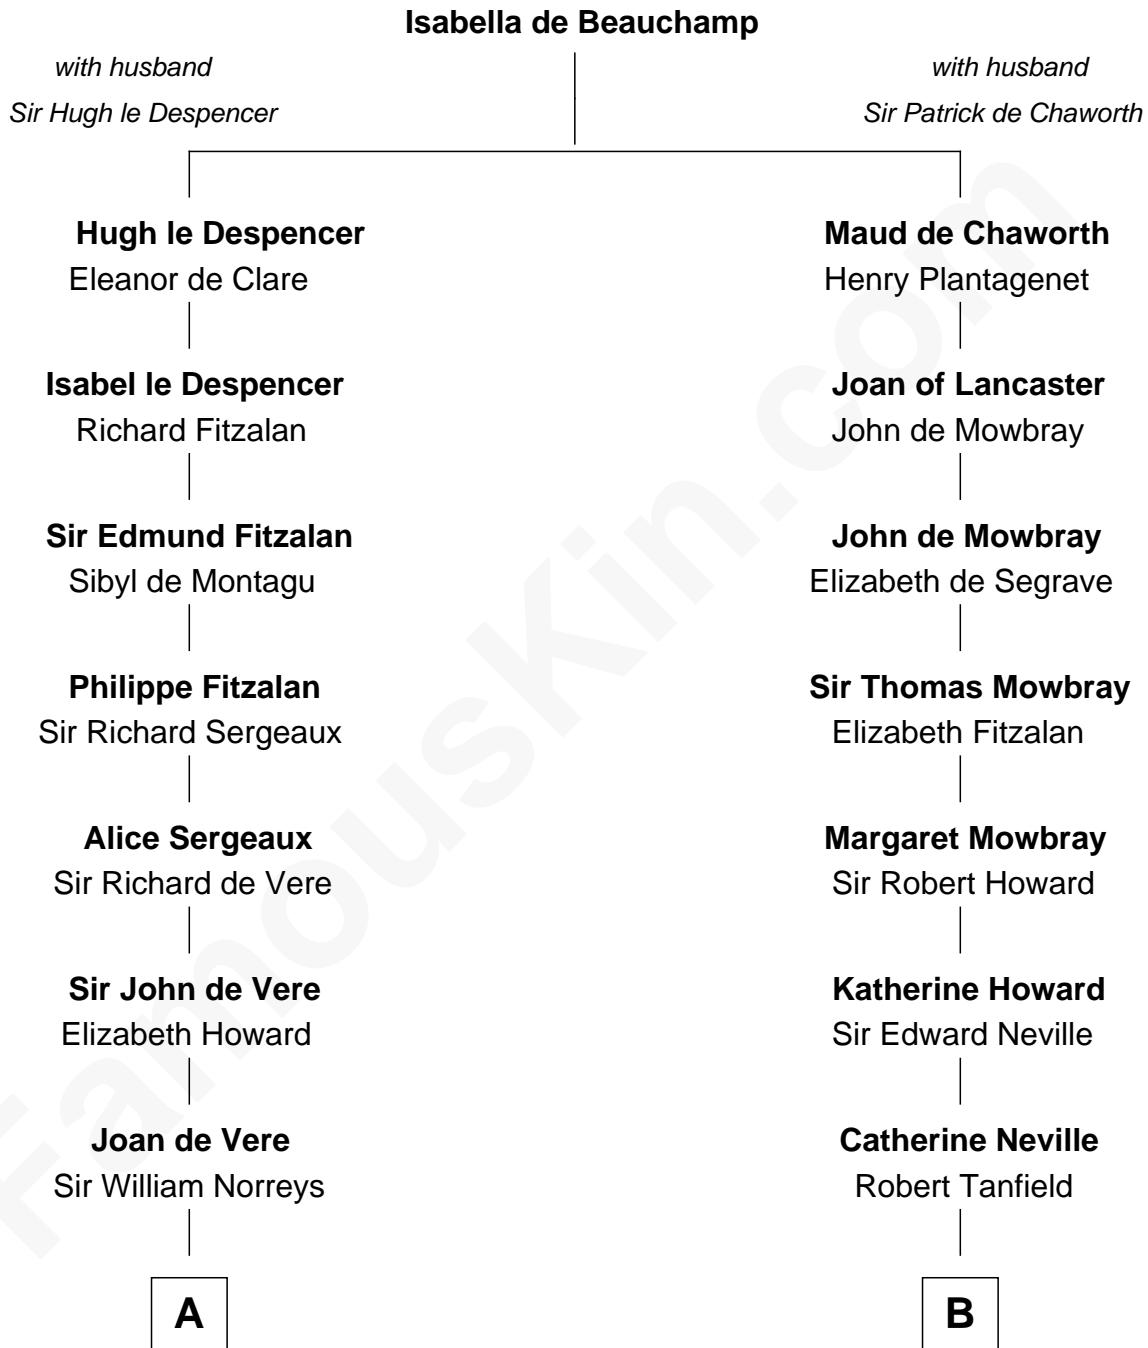 Isabella de Beauchamp
with husband
Sir Hugh le Despencer
with husband
Sir Patrick de Chaworth
Hugh le Despencer
Eleanor de Clare
Maud de Chaworth
Henry Plantagenet
Isabel le Despencer
Richard Fitzalan
Joan of Lancaster
John de Mowbray
Sir Edmund Fitzalan
Sibyl de Montagu
John de Mowbray
Elizabeth de Segrave
Philippe Fitzalan
Sir Richard Sergeaux
Sir Thomas Mowbray
Elizabeth Fitzalan
Alice Sergeaux
Sir Richard de Vere
Margaret Mowbray
Sir Robert Howard
Sir John de Vere
Elizabeth Howard
Katherine Howard
Sir Edward Neville
Joan de Vere
Sir William Norreys
Catherine Neville
Robert Tanfield
A
B
FamousKin.com